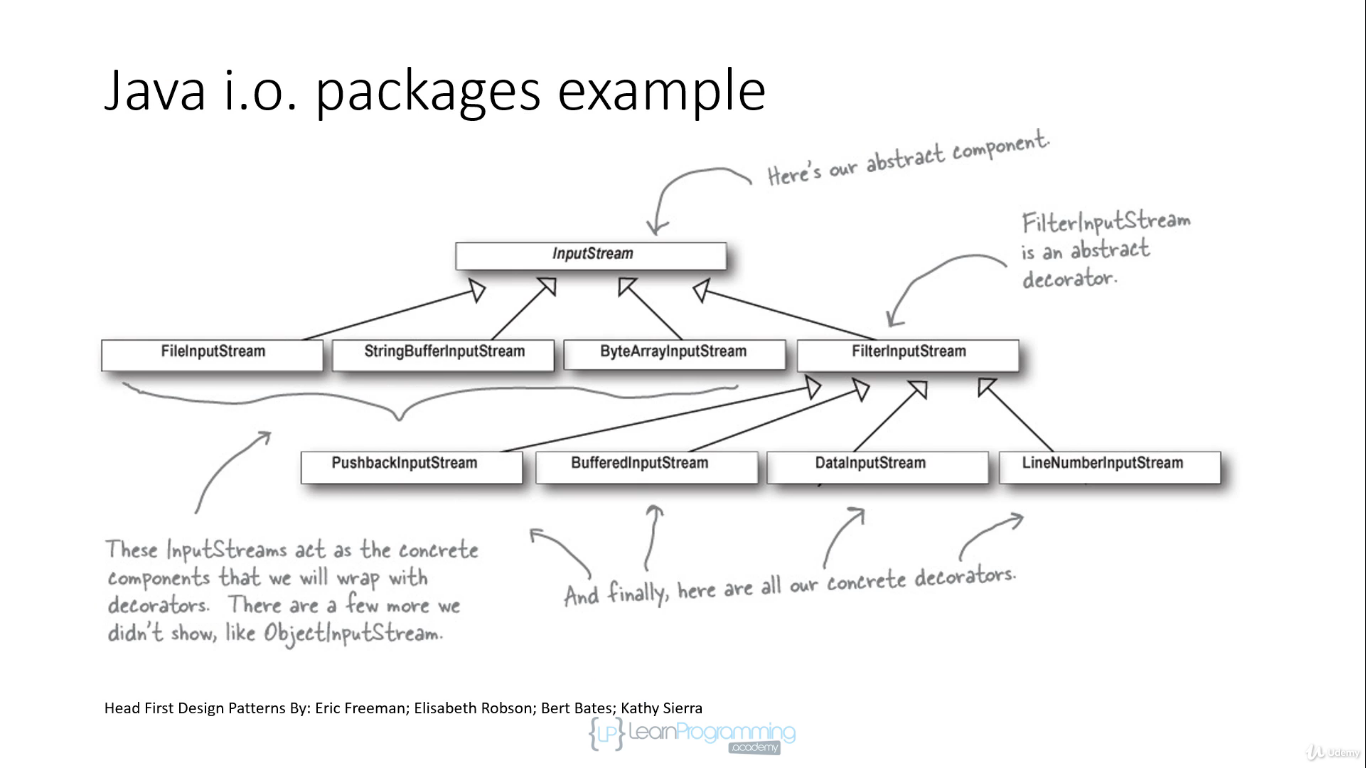 Java i.o. packages example
Here's our abstract component.
FilterInputStream
is an abstract
decorator.
InputStream
FileInputStream
StringBufferInputStream
ByteArrayInputStream
FilterInputStream
PushbackInputStream
BufferedInputStream
DataInputStream
LineNumberInputStream
These InputStreams act as the concrete
components that we will wrap with
decorators. There are a few more we
didn't show, like ObjectInputStream.
And finally, here are all our concrete decorators.
Head First Design Patterns By: Eric Freeman; Elisabeth Robson; Bert Bates; Kathy Sierra
{LP} LearnProgramming
.academy
Udemy